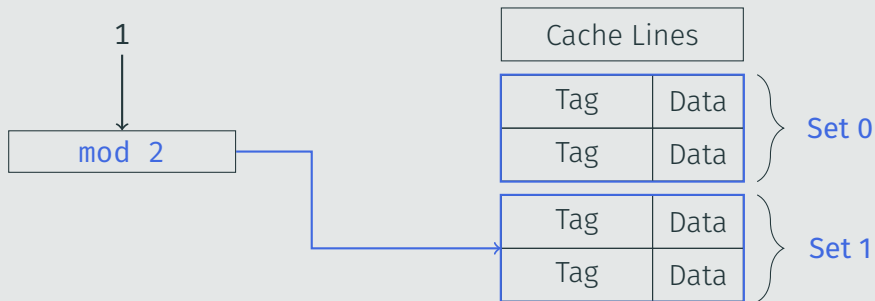 1
mod 2
Cache Lines
Tag Data
Tag Data
Set 0
Tag Data
Tag Data
Set 1